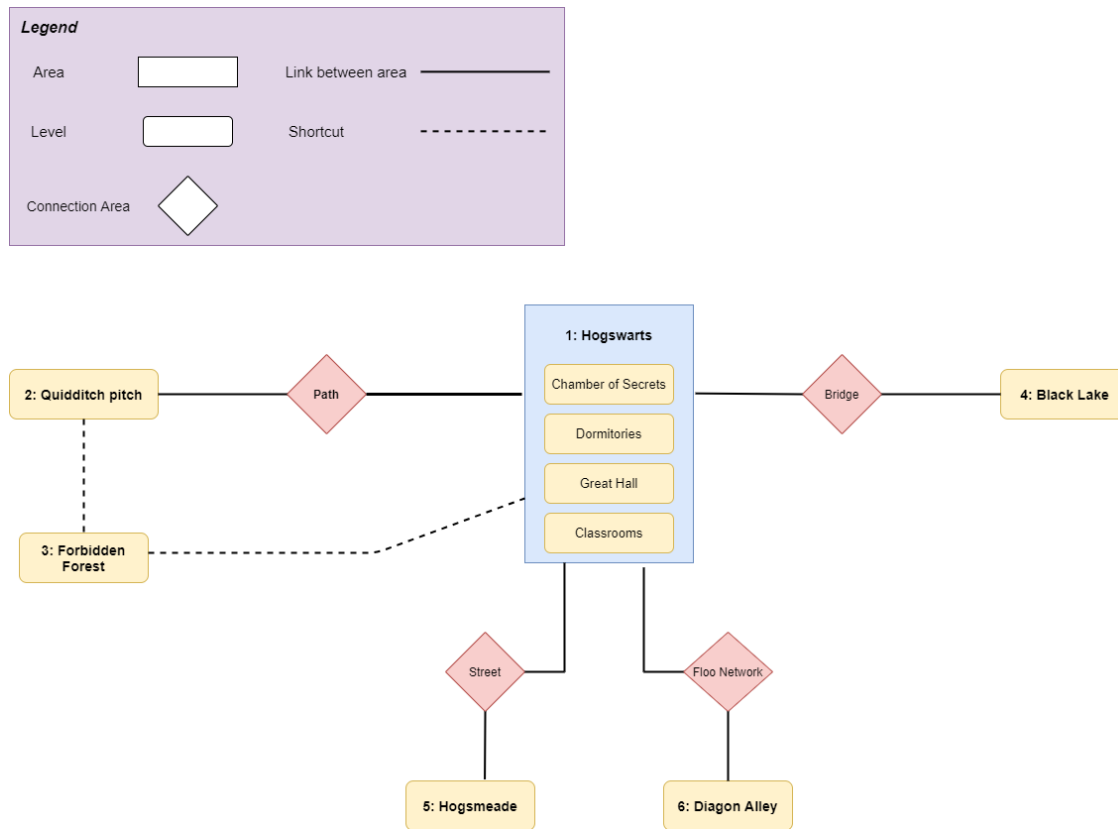 Legend
Area
Link between area
Level
Shortcut
Connection Area
1: Hogswarts
Chamber of Secrets
2: Quidditch pitch
Path
Bridge
4: Black Lake
Dormitories
Great Hall
Classrooms
3: Forbidden
Forest
Street
Floo Network
5: Hogsmeade
6: Diagon Alley